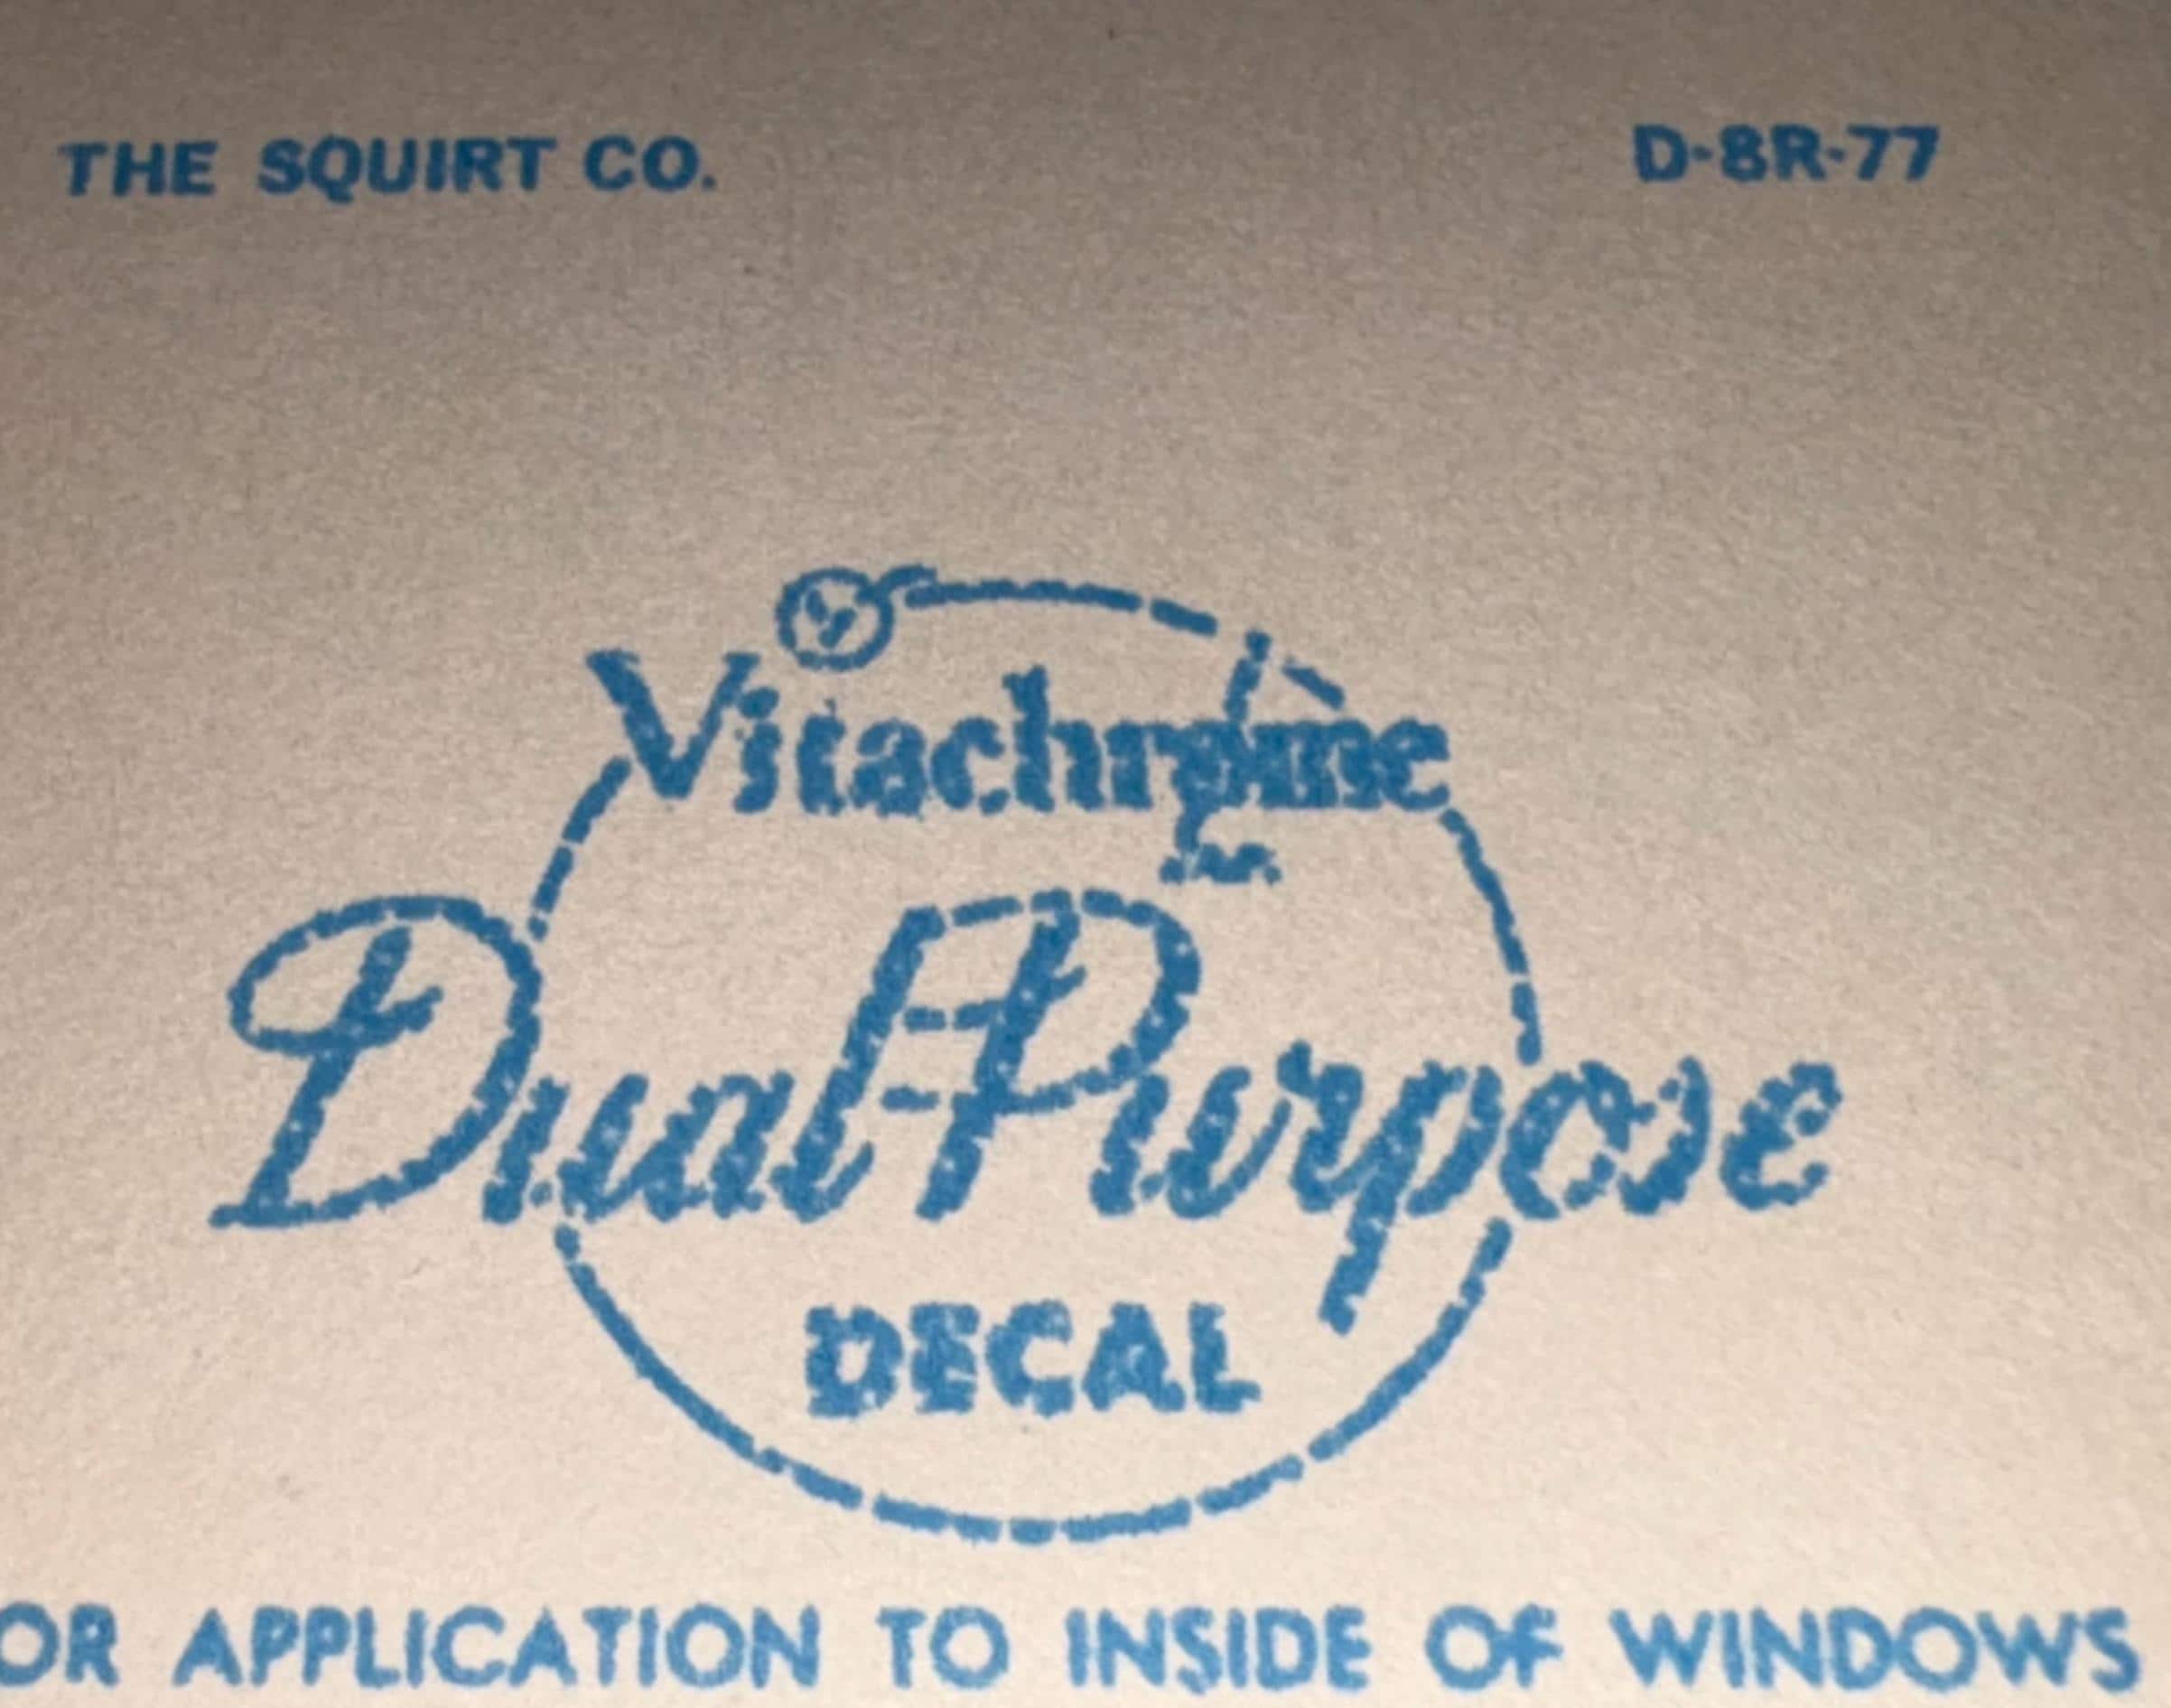 THE SQUIRT CO. D-8R-77
Vitachrome
Dual-Purpose
DECAL
OR APPLICATION TO INSIDE OF WINDOWS